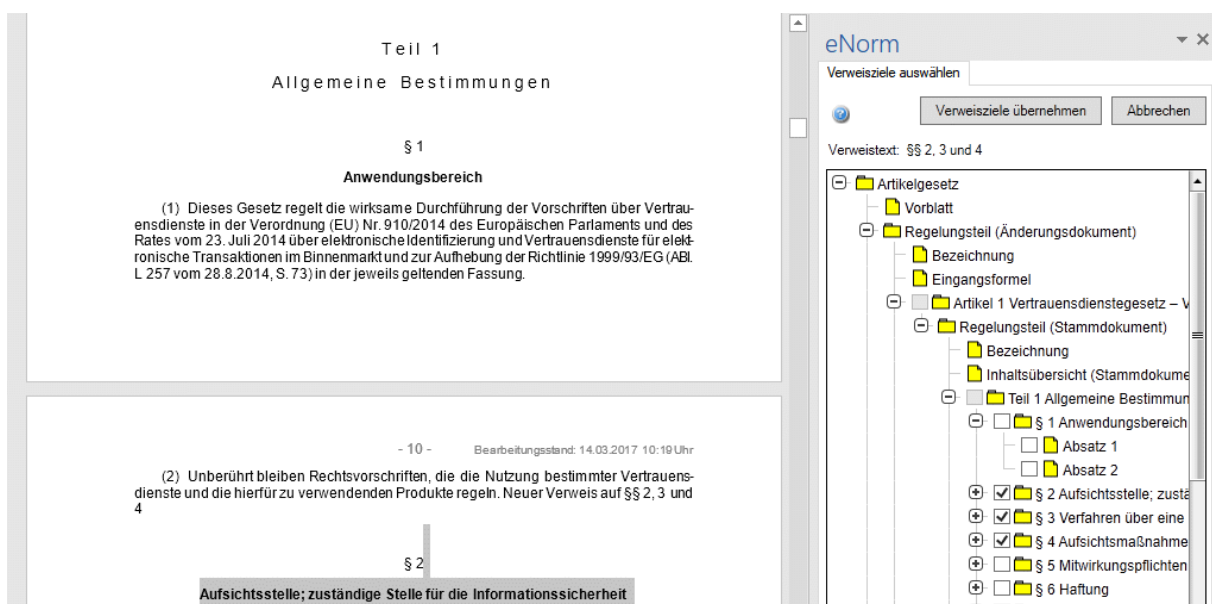 Teil 1
Allgemeine Bestimmungen
§ 1
Anwendungsbereich
(1) Dieses Gesetz regelt die wirksame Durchführung der Vorschriften über Vertrau-
ensdienste in der Verordnung (EU) Nr. 910/2014 des Europäischen Parlaments und des
Rates vom 23. Juli 2014 über elektronische Identifizierung und Vertrauensdienste für elekt-
ronische Transaktionen im Binnenmarkt und zur Aufhebung der Richtlinie 1999/93/EG (ABl.
L 257 vom 28.8.2014, S. 73) in der jeweils geltenden Fassung.
- 10 - Bearbeitungsstand: 14.03.2017 10:19 Uhr
(2) Unberührt bleiben Rechtsvorschriften, die die Nutzung bestimmter Vertrauens-
dienste und die hierfür zu verwendenden Produkte regeln. Neuer Verweis auf §§ 2, 3 und
4
§ 2
Aufsichtsstelle; zuständige Stelle für die Informationssicherheit
eNorm
Verweisziele auswählen
Verweisziele übernehmen Abbrechen
Verweistext: §§ 2, 3 und 4
Artikelgesetz
Vorblatt
Regelungsteil (Änderungsdokument)
Bezeichnung
Eingangsformel
Artikel 1 Vertrauensdienstegesetz – V
Regelungsteil (Stammdokument)
Bezeichnung
Inhaltsübersicht (Stammdokume
Teil 1 Allgemeine Bestimmun
§ 1 Anwendungsbereich
Absatz 1
Absatz 2
§ 2 Aufsichtsstelle; zustä
§ 3 Verfahren über eine
§ 4 Aufsichtsmaßnahme
§ 5 Mitwirkungspflichten
§ 6 Haftung